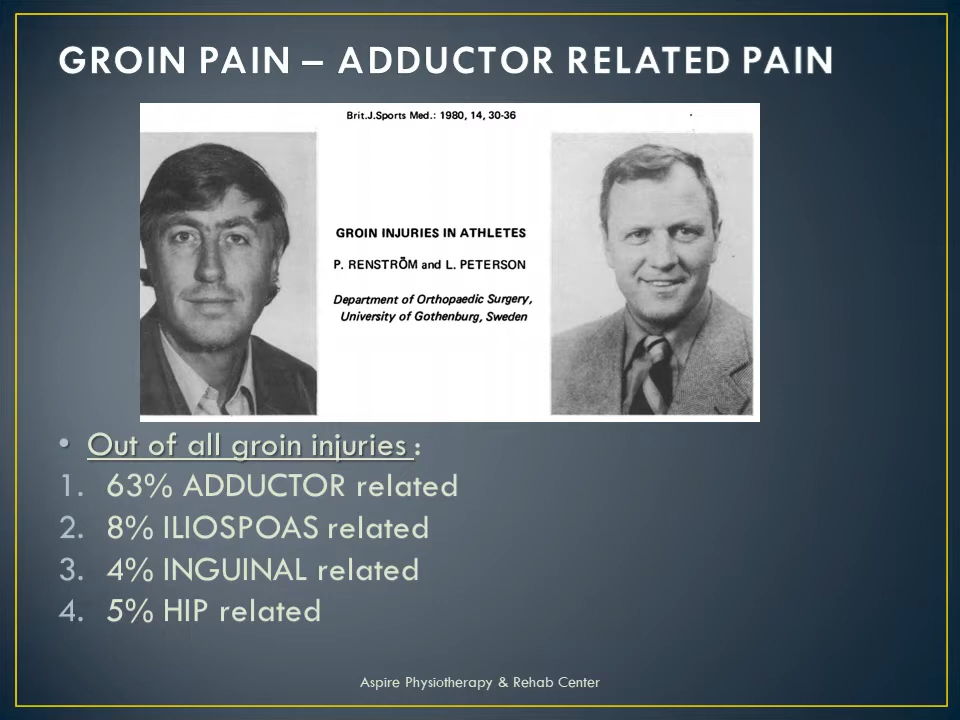 GROIN PAIN – ADDUCTOR RELATED PAIN
Brit.J.Sports Med.: 1980, 14, 30-36
GROIN INJURIES IN ATHLETES
P. RENSTRÖM and L. PETERSON
Department of Orthopaedic Surgery,
University of Gothenburg, Sweden
• Out of all groin injuries :
1. 63% ADDUCTOR related
2. 8% ILIOSPOAS related
3. 4% INGUINAL related
4. 5% HIP related
Aspire Physiotherapy & Rehab Center